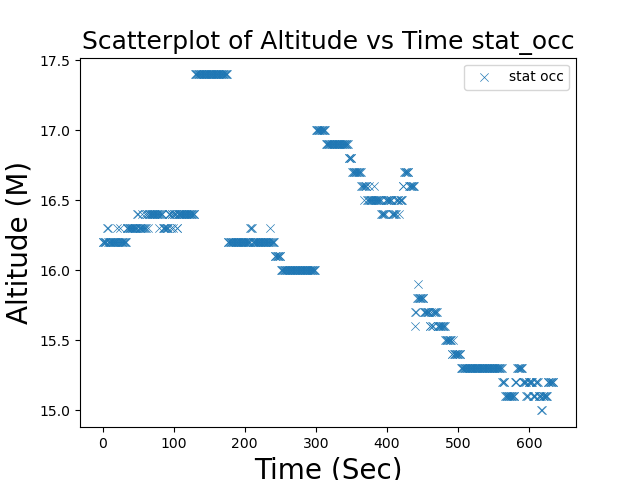 Scatterplot of Altitude vs Time stat_occ
stat occ
17.5
17.0
16.5
16.0
15.5
15.0
Altitude (M)
0 100 200 300 400 500 600
Time (Sec)